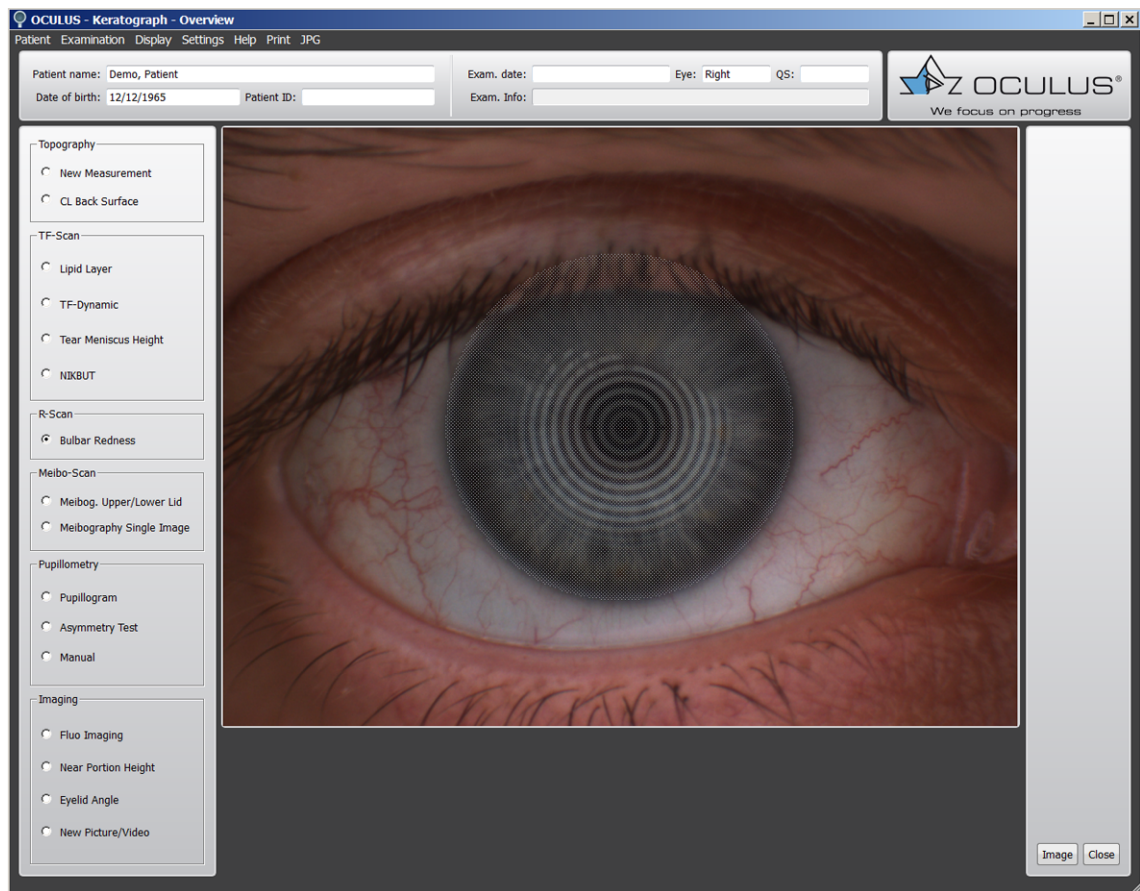 OCULUS - Keratograph - Overview
Patient Examination Display Settings Help Print JPG
Patient name: Demo, Patient
Date of birth: 12/12/1965 Patient ID:
Exam. date: Eye: Right QS:
Exam. Info:
OCULUS®
We focus on progress
Topography
New Measurement
CL Back Surface
TF-Scan
Lipid Layer
TF-Dynamic
Tear Meniscus Height
NIKBUT
R-Scan
Bulbar Redness
Meibo-Scan
Meibog. Upper/Lower Lid
Meibography Single Image
Pupillometry
Pupillogram
Asymmetry Test
Manual
Imaging
Fluo Imaging
Near Portion Height
Eyelid Angle
New Picture/Video
Image Close